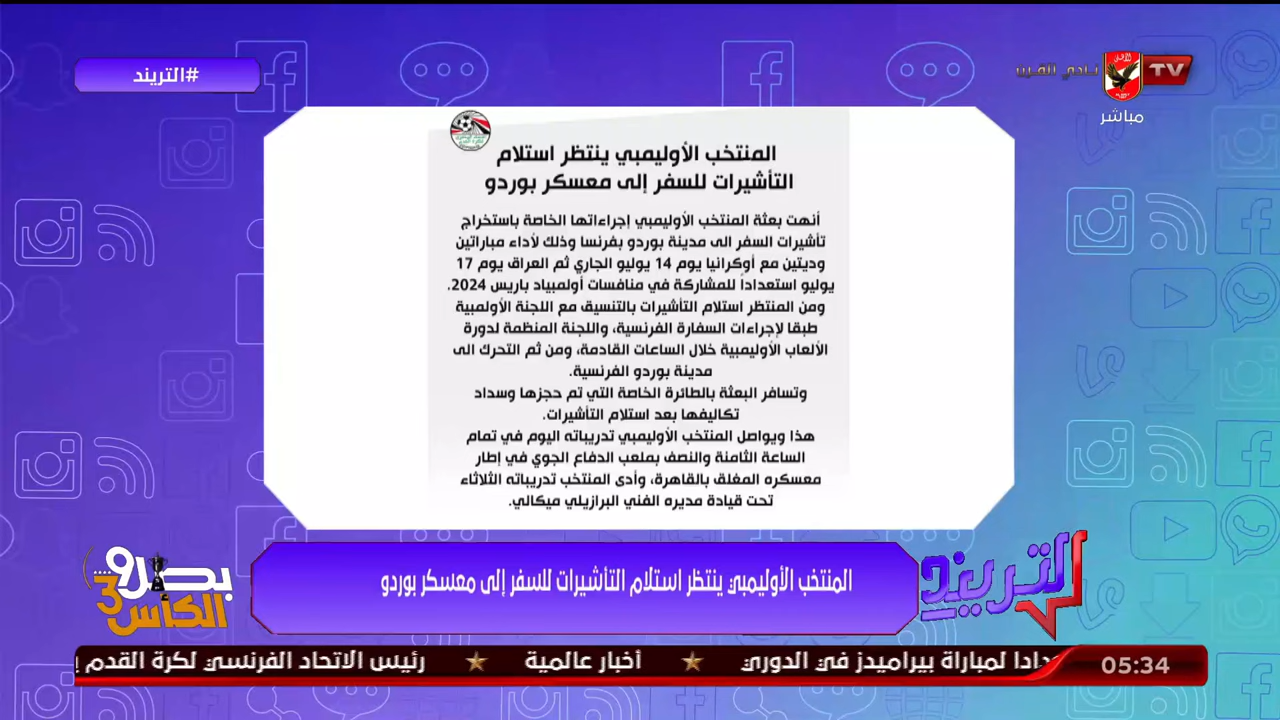 #التريند
نادي القرن
TV
مباشر
المنتخب الأوليمبي ينتظر استلام
التأشيرات للسفر إلى معسكر بوردو
أنهت بعثة المنتخب الأوليمبي إجراءاتها الخاصة باستخراج
تأشيرات السفر الى مدينة بوردو بفرنسا وذلك لأداء مباراتين
وديتين مع أوكرانيا يوم 14 يوليو الجاري ثم العراق يوم 17
يوليو استعداداً للمشاركة في منافسات أولمبياد باريس 2024.
ومن المنتظر استلام التأشيرات بالتنسيق مع اللجنة الأولمبية
طبقا لإجراءات السفارة الفرنسية، واللجنة المنظمة لدورة
الألعاب الأوليمبية خلال الساعات القادمة، ومن ثم التحرك الى
مدينة بوردو الفرنسية.
وتسافر البعثة بالطائرة الخاصة التي تم حجزها وسداد
تكاليفها بعد استلام التأشيرات.
هذا ويواصل المنتخب الأوليمبي تدريباته اليوم في تمام
الساعة الثامنة والنصف بملعب الدفاع الجوي في إطار
معسكره المغلق بالقاهرة، وأدى المنتخب تدريباته الثلاثاء
تحت قيادة مديره الفني البرازيلي ميكالي.
التريند
المنتخب الأوليمبي ينتظر استلام التأشيرات للسفر إلى معسكر بوردو
بطل
الكأس
05:34
لمباراة بيراميدز في الدوري ★ أخبار عالمية ★ رئيس الاتحاد الفرنسي لكرة القدم